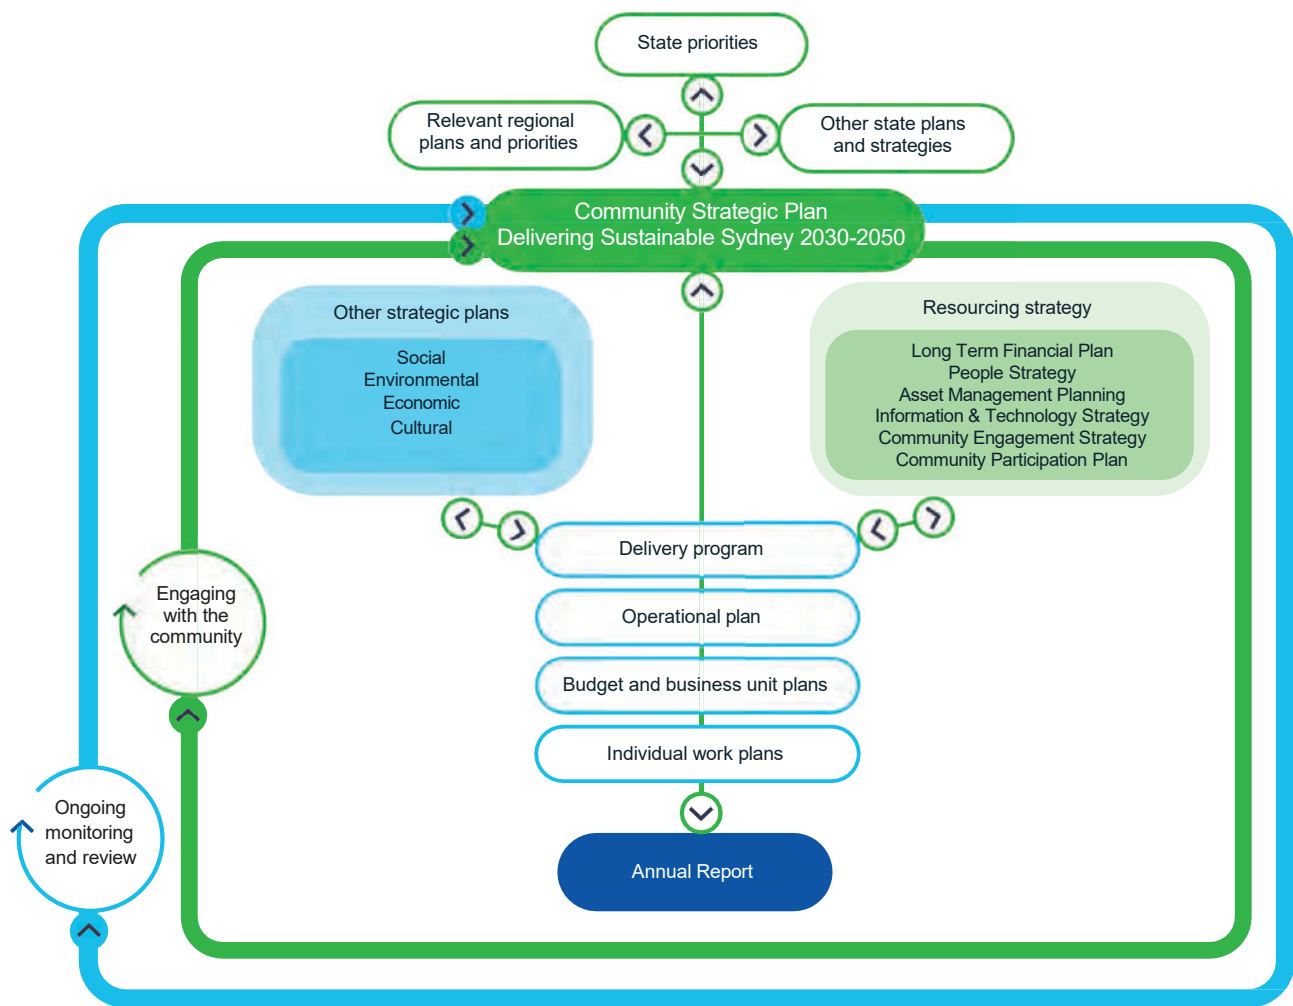 State priorities
Relevant regional
plans and priorities
Other state plans
and strategies
Community Strategic Plan
Delivering Sustainable Sydney 2030-2050
Other strategic plans
Social
Environmental
Economic
Cultural
Resourcing strategy
Long Term Financial Plan
People Strategy
Asset Management Planning
Information & Technology Strategy
Community Engagement Strategy
Community Participation Plan
Delivery program
Operational plan
Budget and business unit plans
Individual work plans
Annual Report
Engaging
with the
community
Ongoing
monitoring
and review